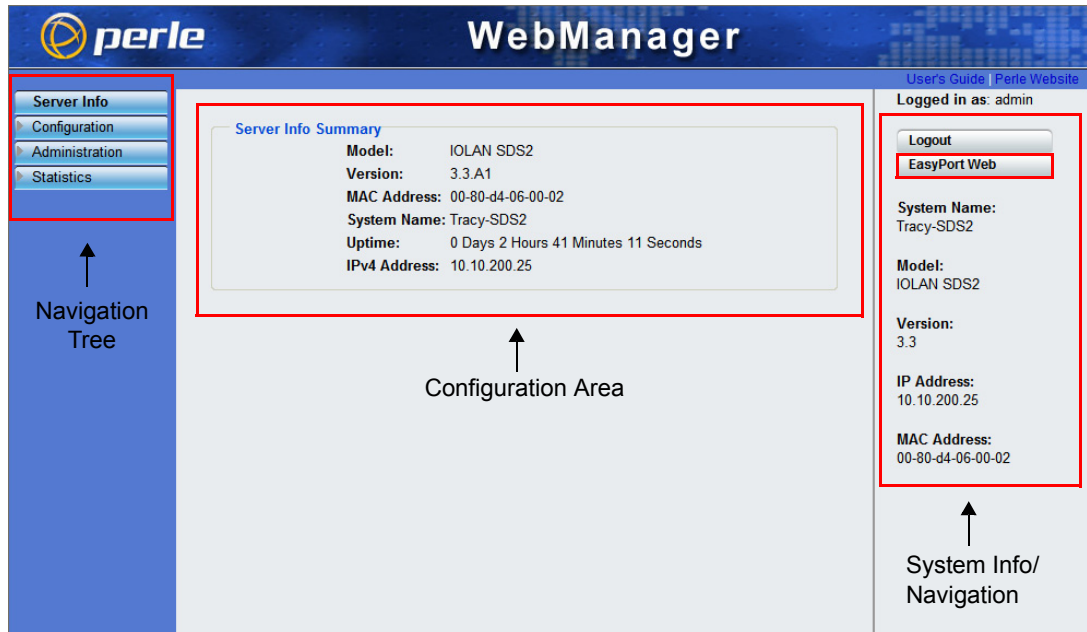 perle
WebManager
User's Guide | Perle Website
Server Info
Configuration
Administration
Statistics
Navigation
Tree
Server Info Summary
Model: IOLAN SDS2
Version: 3.3.A1
MAC Address: 00-80-d4-06-00-02
System Name: Tracy-SDS2
Uptime: 0 Days 2 Hours 41 Minutes 11 Seconds
IPv4 Address: 10.10.200.25
Configuration Area
Logged in as: admin
Logout
EasyPort Web
System Name:
Tracy-SDS2
Model:
IOLAN SDS2
Version:
3.3
IP Address:
10.10.200.25
MAC Address:
00-80-d4-06-00-02
System Info/
Navigation